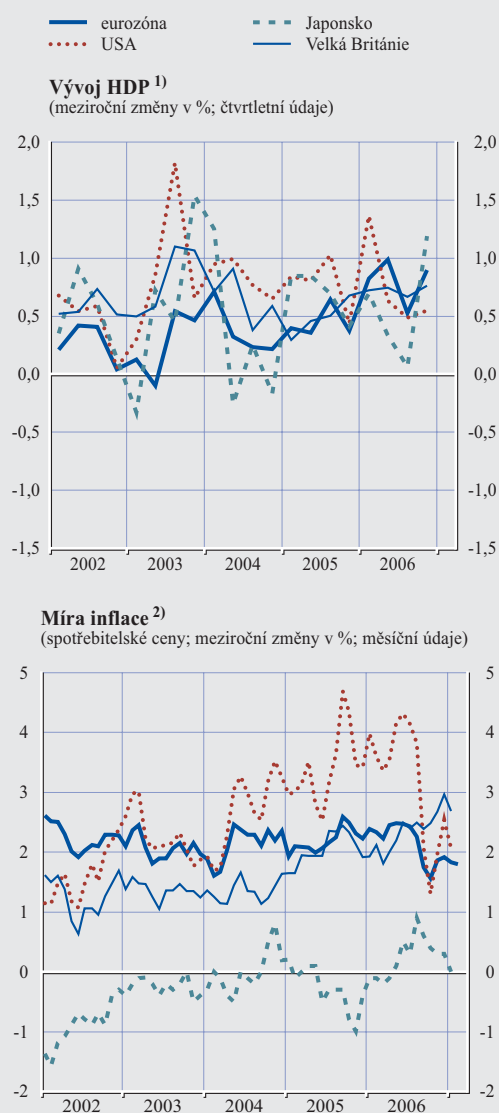 eurozóna Japonsko
USA Velká Británie
Vývoj HDP 1)
(meziroční změny v %; čtvrtletní údaje)
2,0 2,0
1,5 1,5
1,0 1,0
0,5 0,5
0,0 0,0
-0,5 -0,5
-1,0 -1,0
-1,5 -1,5
2002 2003 2004 2005 2006
Míra inflace 2)
(spotřebitelské ceny; meziroční změny v %; měsíční údaje)
5 5
4 4
3 3
2 2
1 1
0 0
-1 -1
-2 -2
2002 2003 2004 2005 2006